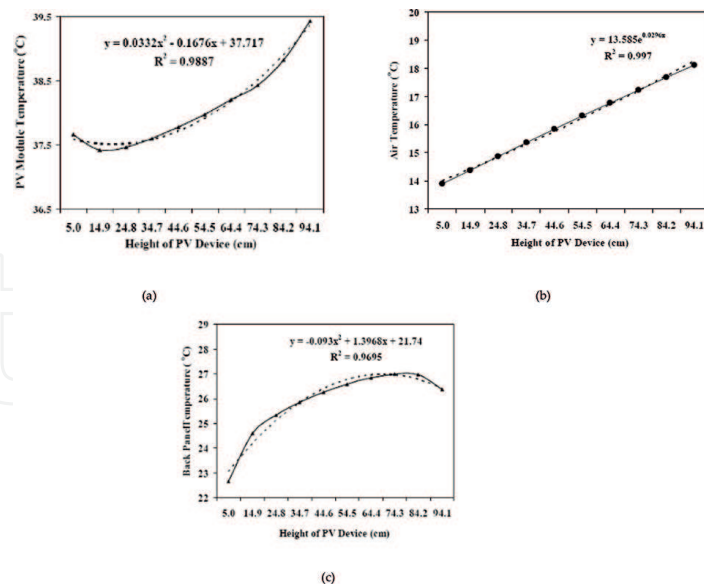 39.5
38.5
37.5
36.5
PV Module Temperature (°C)
y = 0.0332x² - 0.1676x + 37.717
R² = 0.9887
5.0 14.9 24.8 34.7 44.6 54.5 64.4 74.3 84.2 94.1
Height of PV Device (cm)
(a)
20
19
18
17
16
15
14
13
Air Temperature (°C)
y = 13.585e^0.0296x
R² = 0.997
5.0 14.9 24.8 34.7 44.6 54.5 64.4 74.3 84.2 94.1
Height of PV Device (cm)
(b)
29
28
27
26
25
24
23
22
Back PanelTemperature (°C)
y = -0.093x² + 1.3968x + 21.74
R² = 0.9695
5.0 14.9 24.8 34.7 44.6 54.5 64.4 74.3 84.2 94.1
Height of PV Device (cm)
(c)